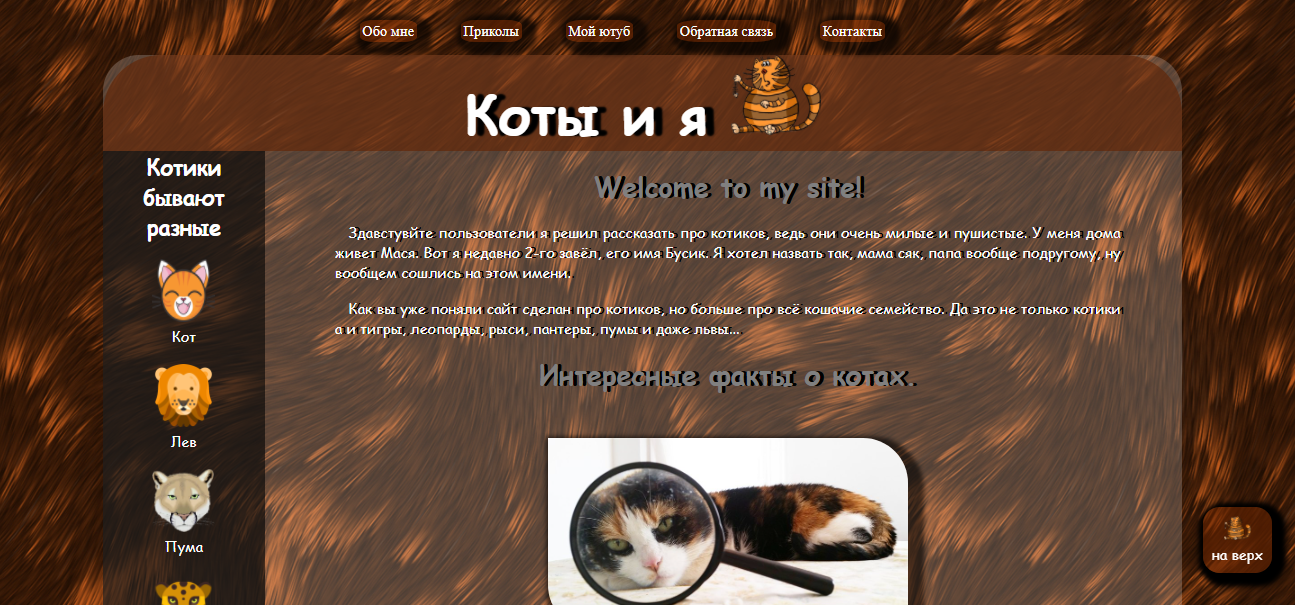 Обо мне Приколы Мой ютуб Обратная связь Контакты
Коты и я
Котики
бывают
разные
Кот
Лев
Пума
Welcome to my site!
Здавстувйте пользователи я решил рассказать про котиков, ведь они очень милые и пушистые. У меня дома
живет Мася. Вот я недавно 2-го завёл, его имя Бусик. Я хотел назвать так, мама сяк, папа вообще подругому, ну
вообщем сошлись на этом имени.
Как вы уже поняли сайт сделан про котиков, но больше про всё кошачие семейство. Да это не только котики
а и тигры, леопарды, рыси, пантеры, пумы и даже львы...
Интересные факты о котах.
на верх